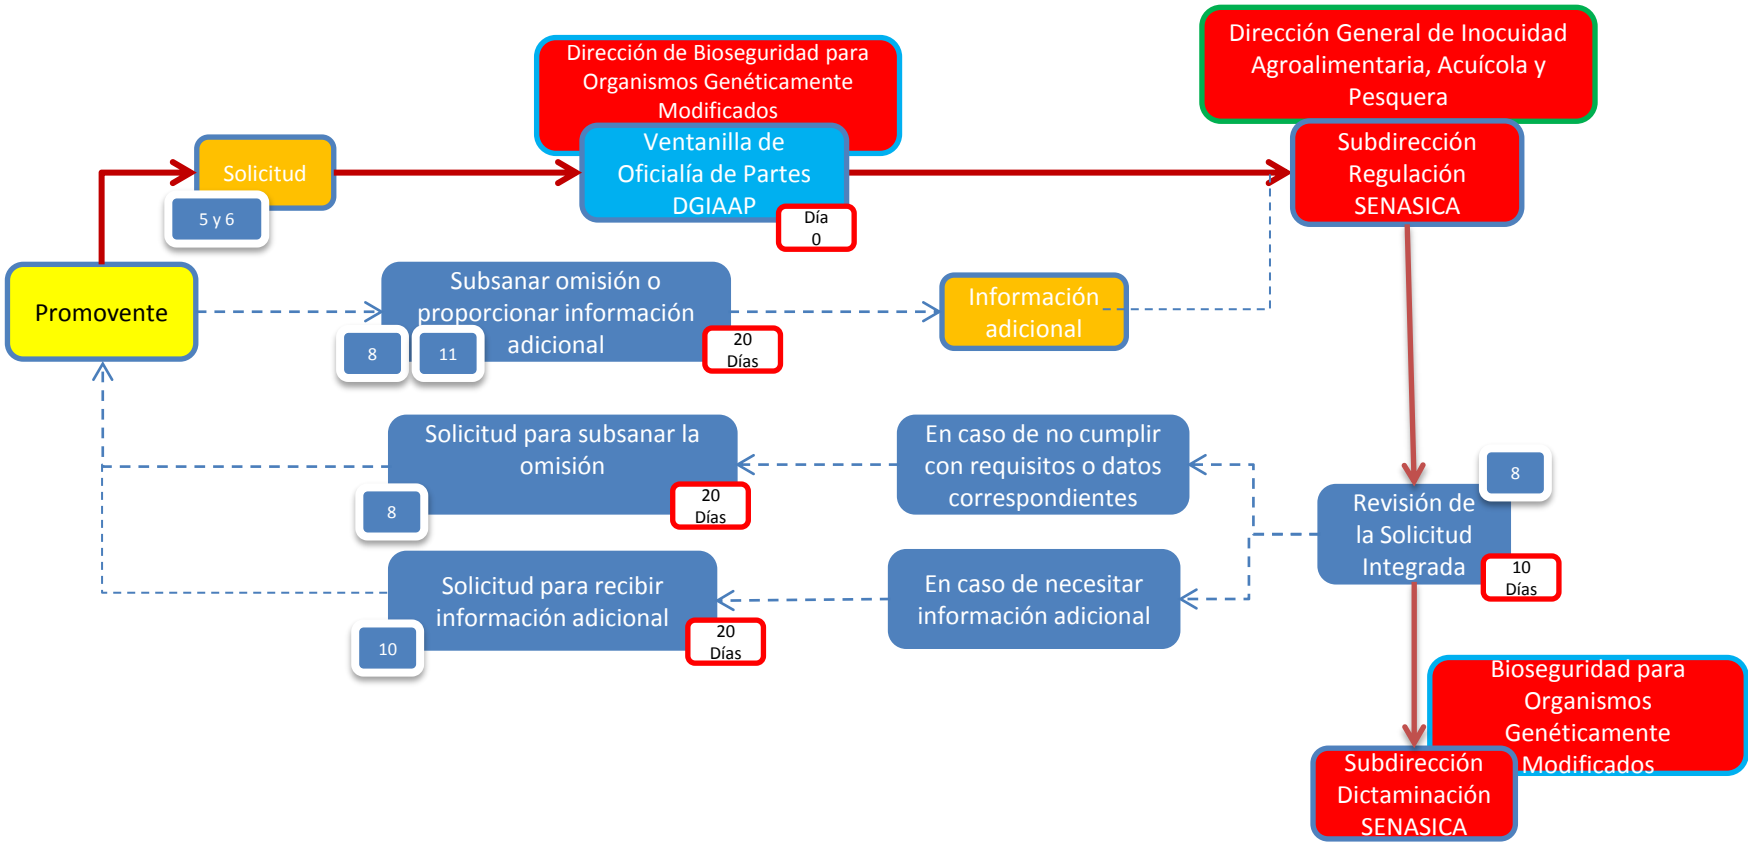 Dirección General de Inocuidad
Agroalimentaria, Acuícola y
Pesquera
Dirección de Bioseguridad para
Organismos Genéticamente
Modificados
Ventanilla de
Oficialía de Partes
DGIAAP
Día
0
Subdirección
Regulación
SENASICA
Solicitud
5 y 6
Promovente
Subsanar omisión o
proporcionar información
adicional
8
11
20
Días
Información
adicional
Solicitud para subsanar la
omisión
8
20
Días
En caso de no cumplir
con requisitos o datos
correspondientes
8
Revisión de
la Solicitud
Integrada
10
Días
Solicitud para recibir
información adicional
10
20
Días
En caso de necesitar
información adicional
Bioseguridad para
Organismos
Genéticamente
Modificados
Subdirección
Dictaminación
SENASICA